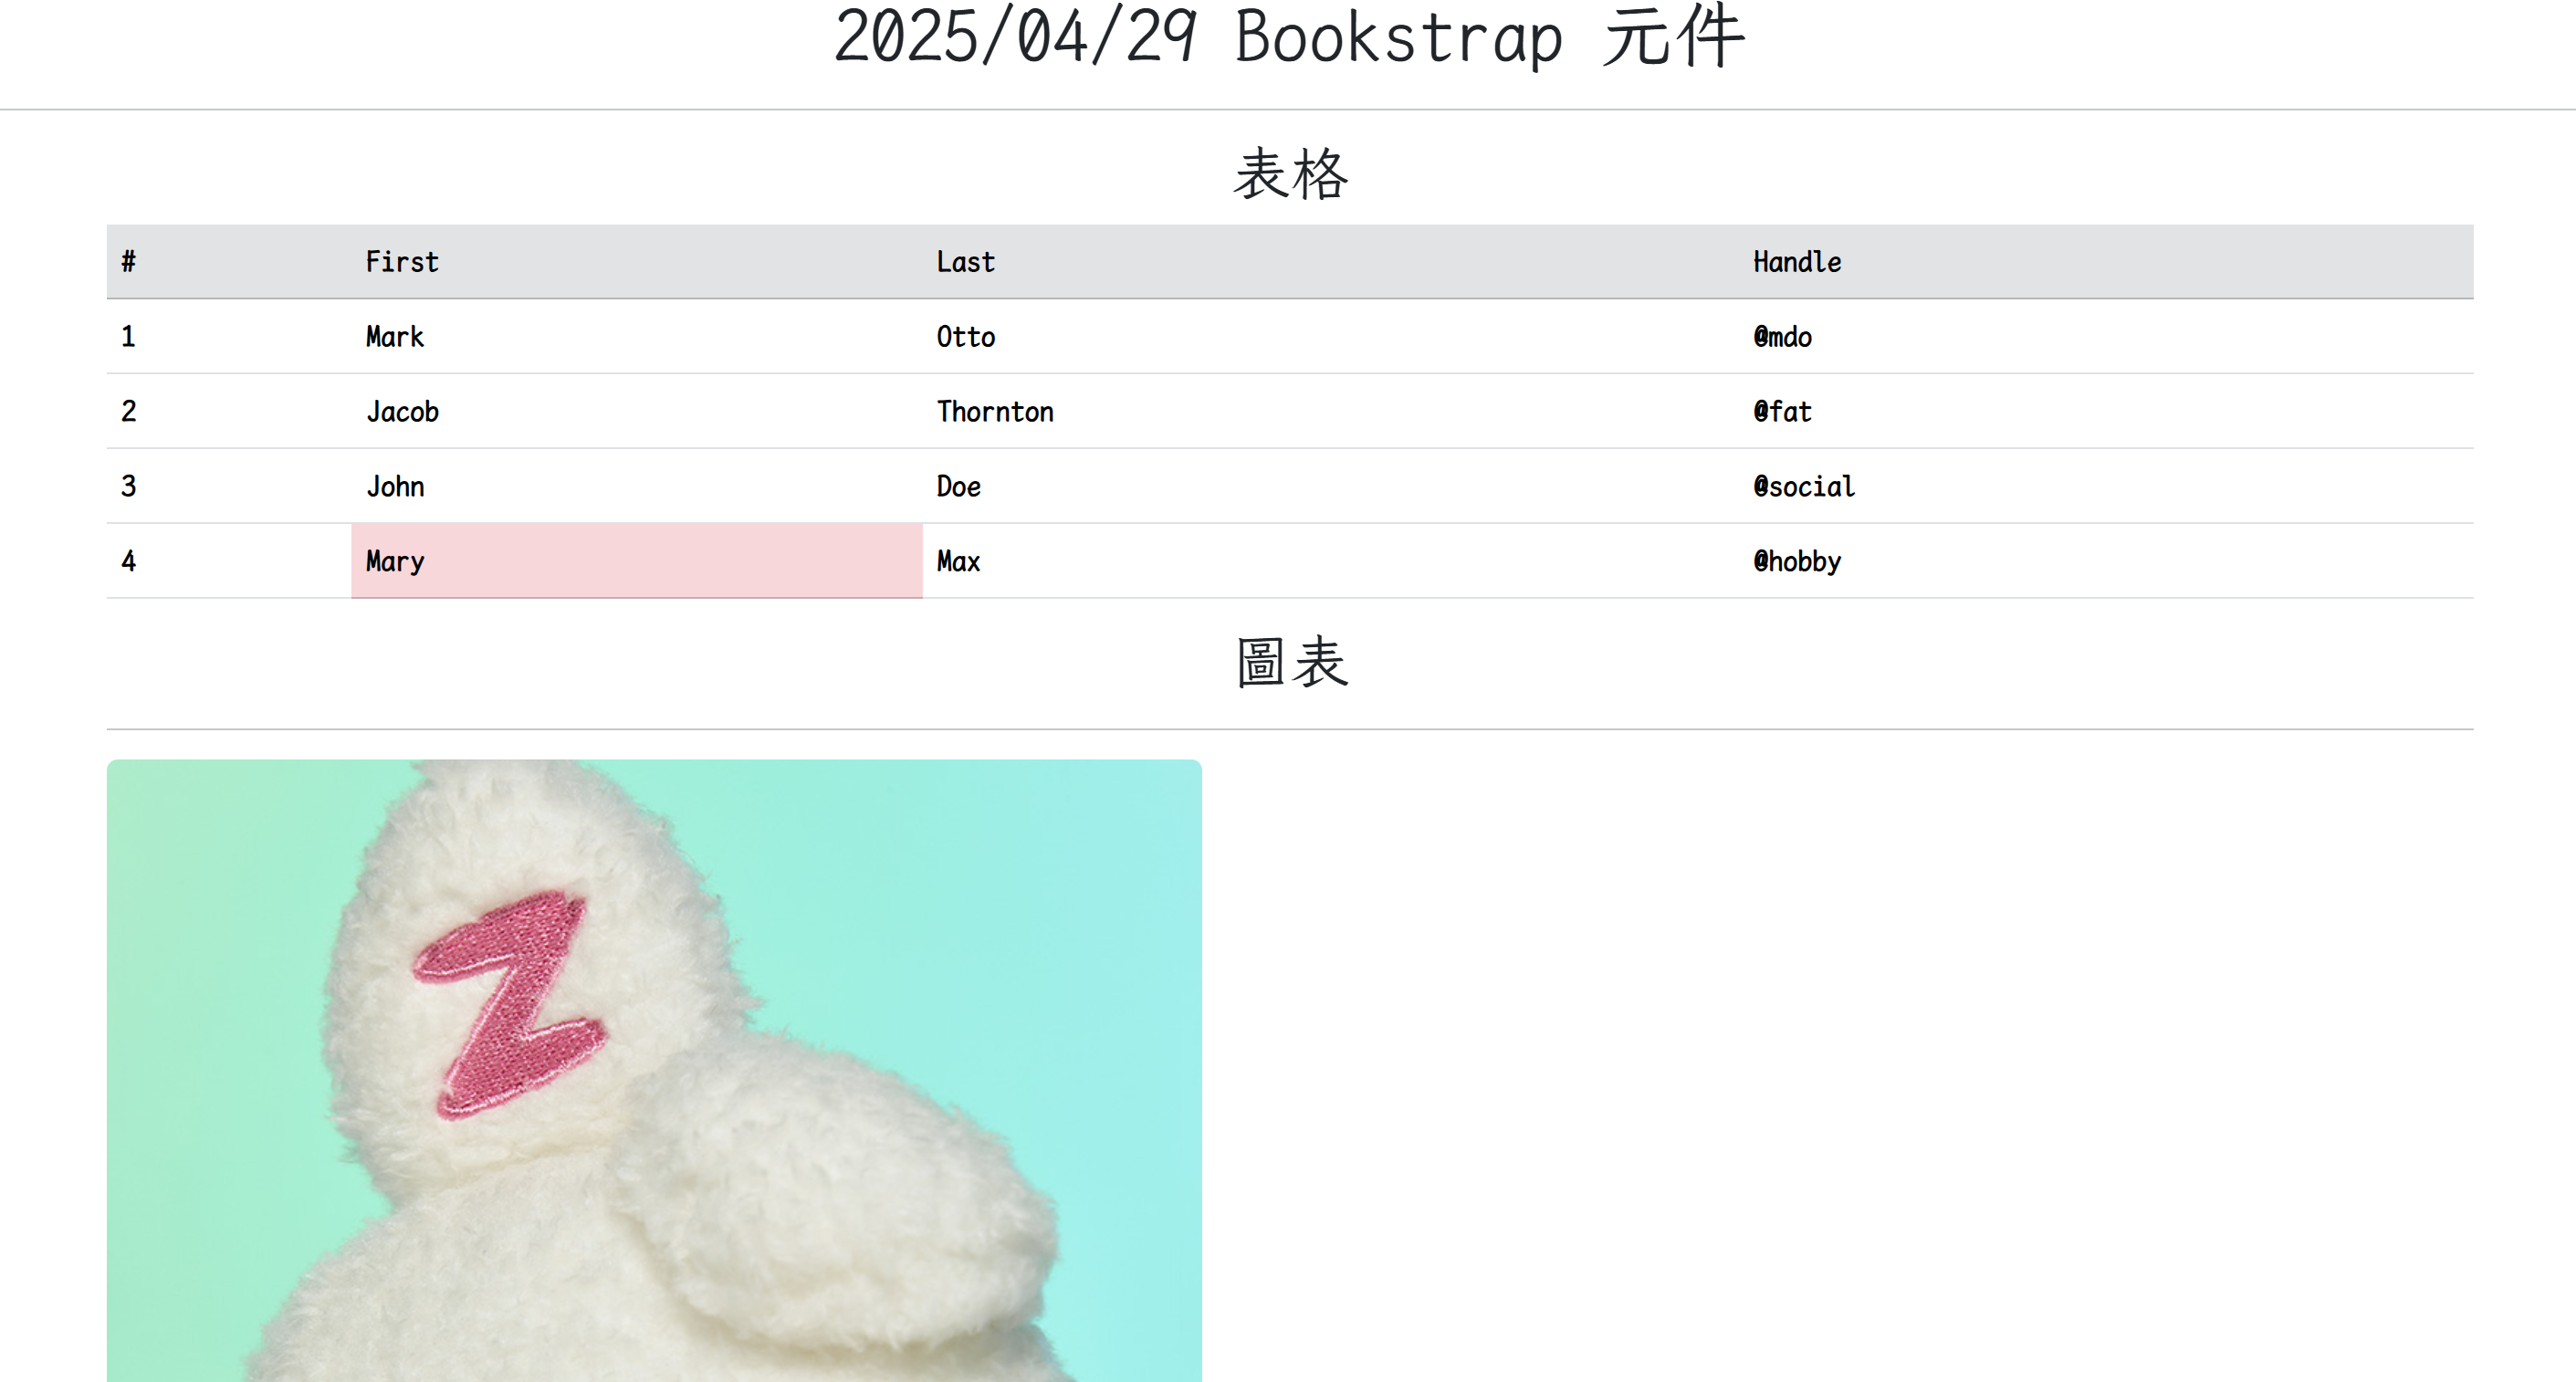 2025/04/29 Bookstrap 元件
表格
# First Last Handle
1 Mark Otto @mdo
2 Jacob Thornton @fat
3 John Doe @social
4 Mary Max @hobby
圖表
Z